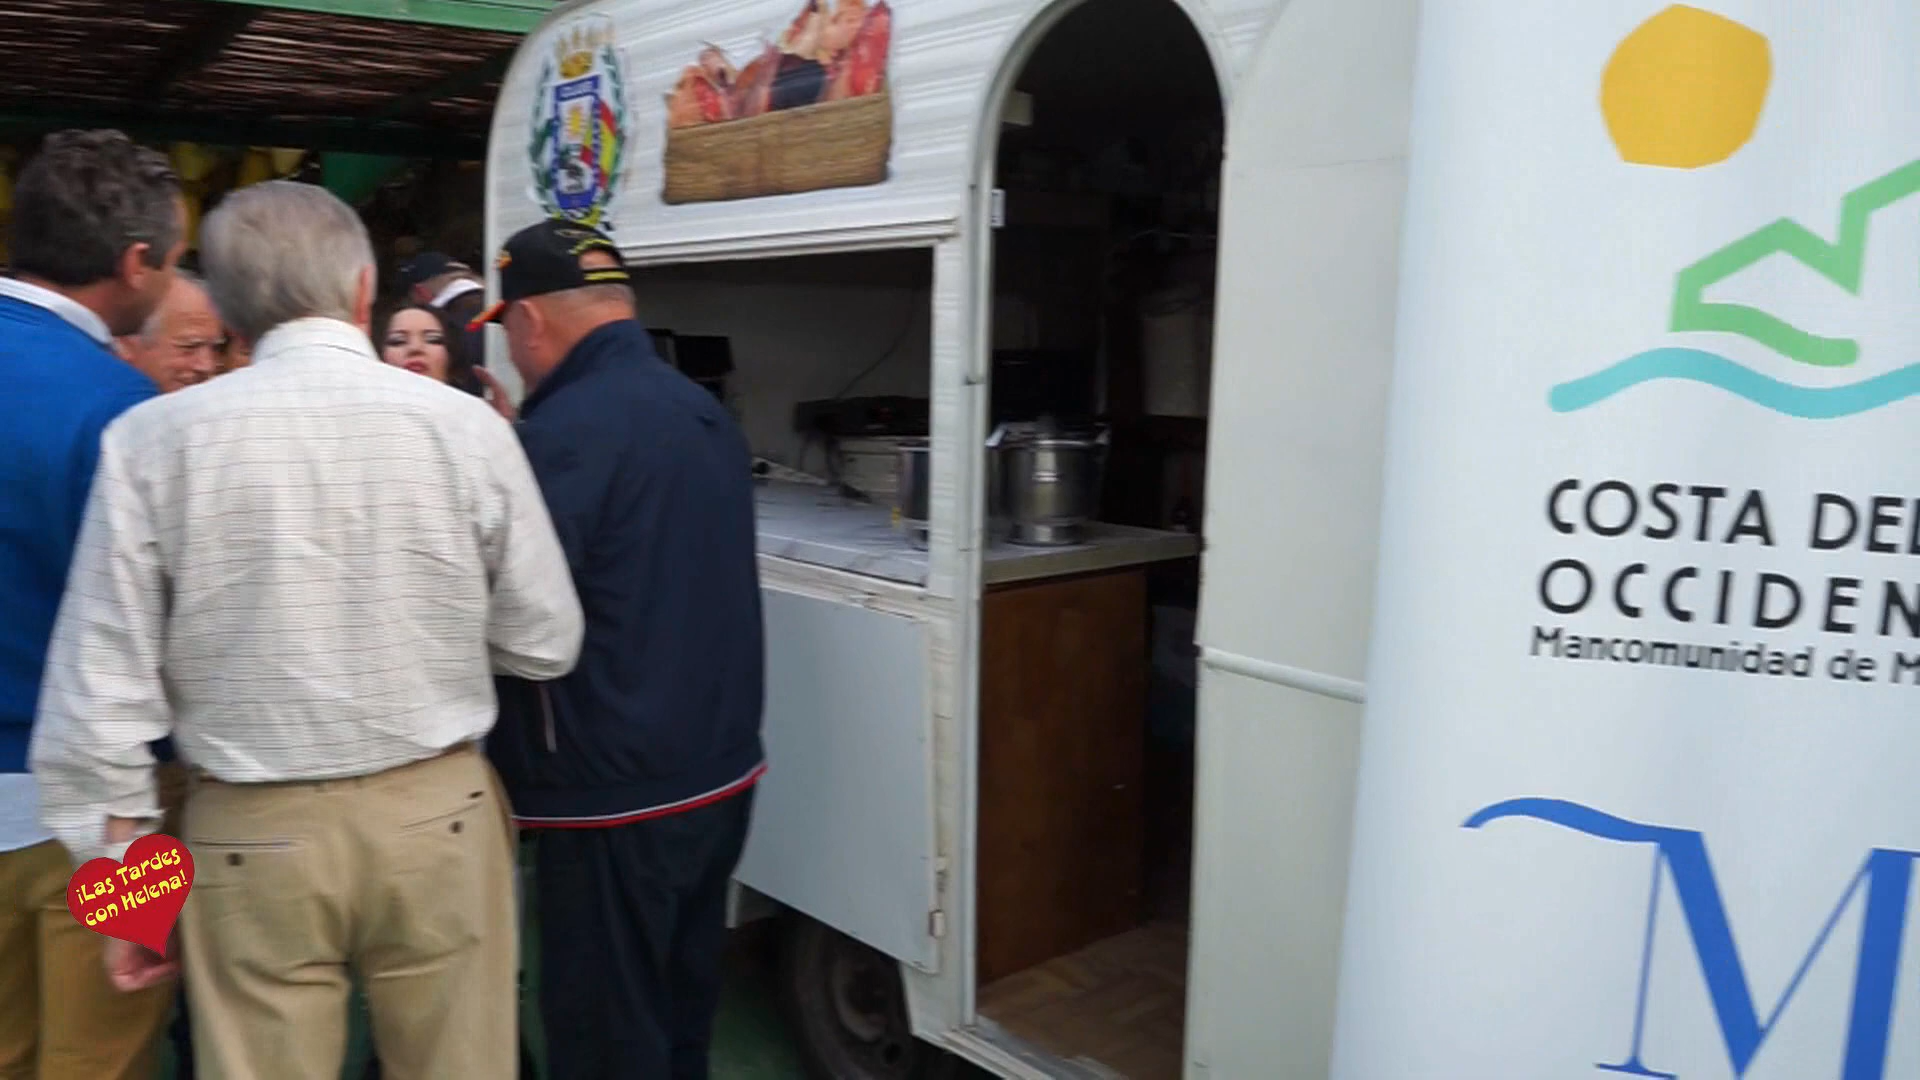 COSTA DEL
OCCIDEN
Mancomunidad de M
M
¡Las Tardes
con Helena!